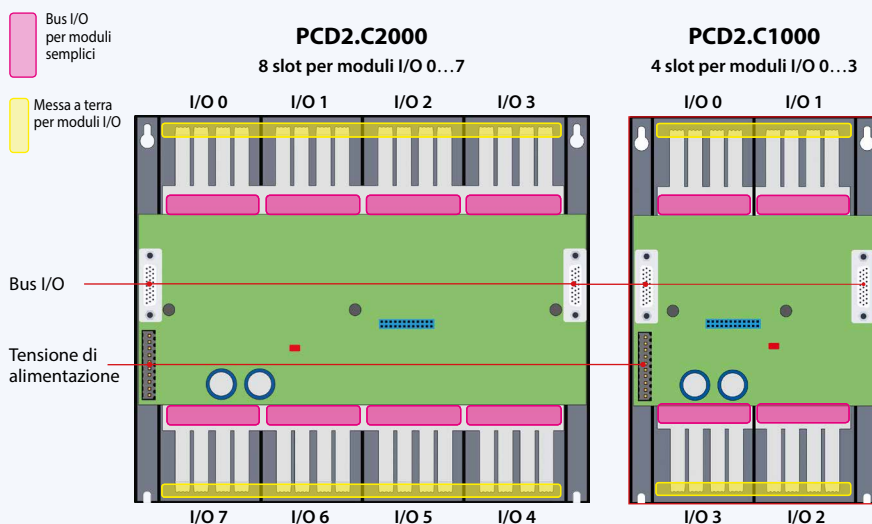 Bus I/O
per moduli
semplici
Messa a terra
per moduli I/O
PCD2.C2000
8 slot per moduli I/O 0…7
I/O 0 I/O 1 I/O 2 I/O 3
PCD2.C1000
4 slot per moduli I/O 0…3
I/O 0 I/O 1
Bus I/O
Tensione di
alimentazione
I/O 7 I/O 6 I/O 5 I/O 4
I/O 3 I/O 2